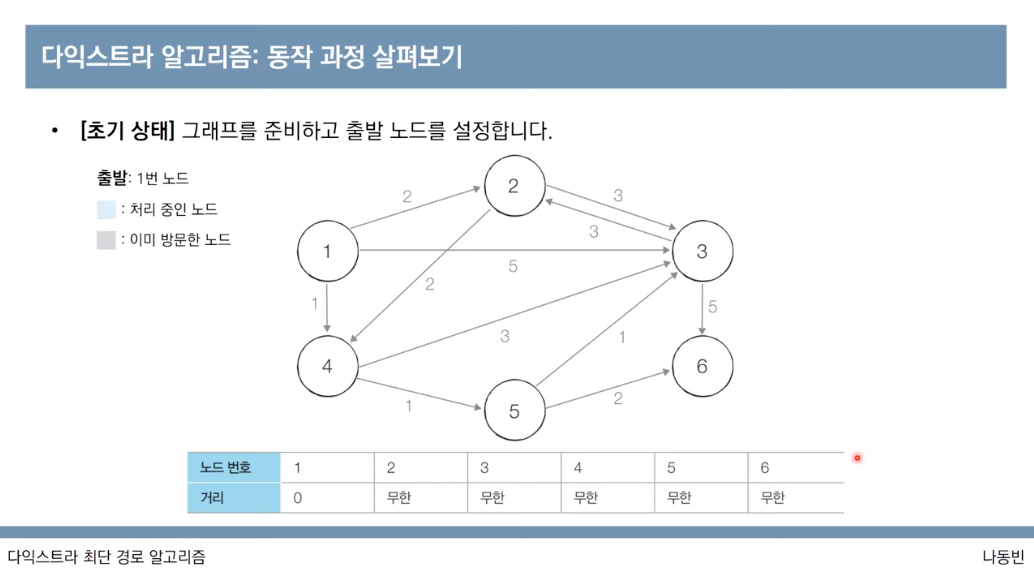 다익스트라 알고리즘: 동작 과정 살펴보기
• [초기 상태] 그래프를 준비하고 출발 노드를 설정합니다.
출발: 1번 노드
: 처리 중인 노드
: 이미 방문한 노드
2
2
3
3
1
5
3
2
1
5
3
1
4
6
1
5
2
노드 번호 1 2 3 4 5 6
거리 0 무한 무한 무한 무한 무한
다익스트라 최단 경로 알고리즘
나동빈